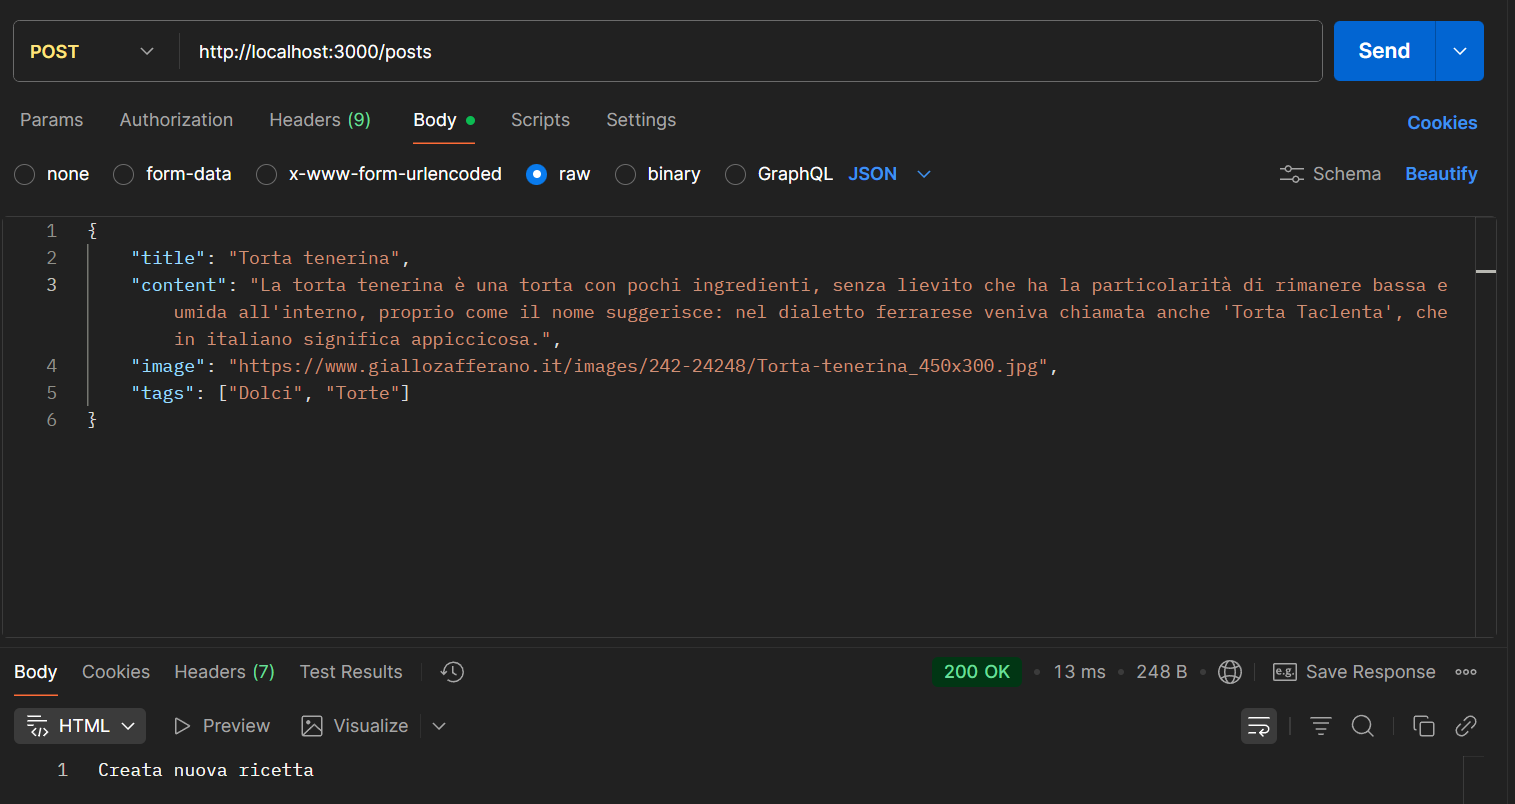 POST http://localhost:3000/posts Send
Params Authorization Headers (9) Body Scripts Settings Cookies
none form-data x-www-form-urlencoded raw binary GraphQL JSON Schema Beautify
1 {
2 "title": "Torta tenerina",
3 "content": "La torta tenerina è una torta con pochi ingredienti, senza lievito che ha la particolarità di rimanere bassa e
umida all'interno, proprio come il nome suggerisce: nel dialetto ferrarese veniva chiamata anche 'Torta Taclenta', che
in italiano significa appiccicosa.",
4 "image": "https://www.giallozafferano.it/images/242-24248/Torta-tenerina_450x300.jpg",
5 "tags": ["Dolci", "Torte"]
6 }
Body Cookies Headers (7) Test Results 200 OK • 13 ms • 248 B • e.g. Save Response
HTML Preview Visualize
1 Creata nuova ricetta